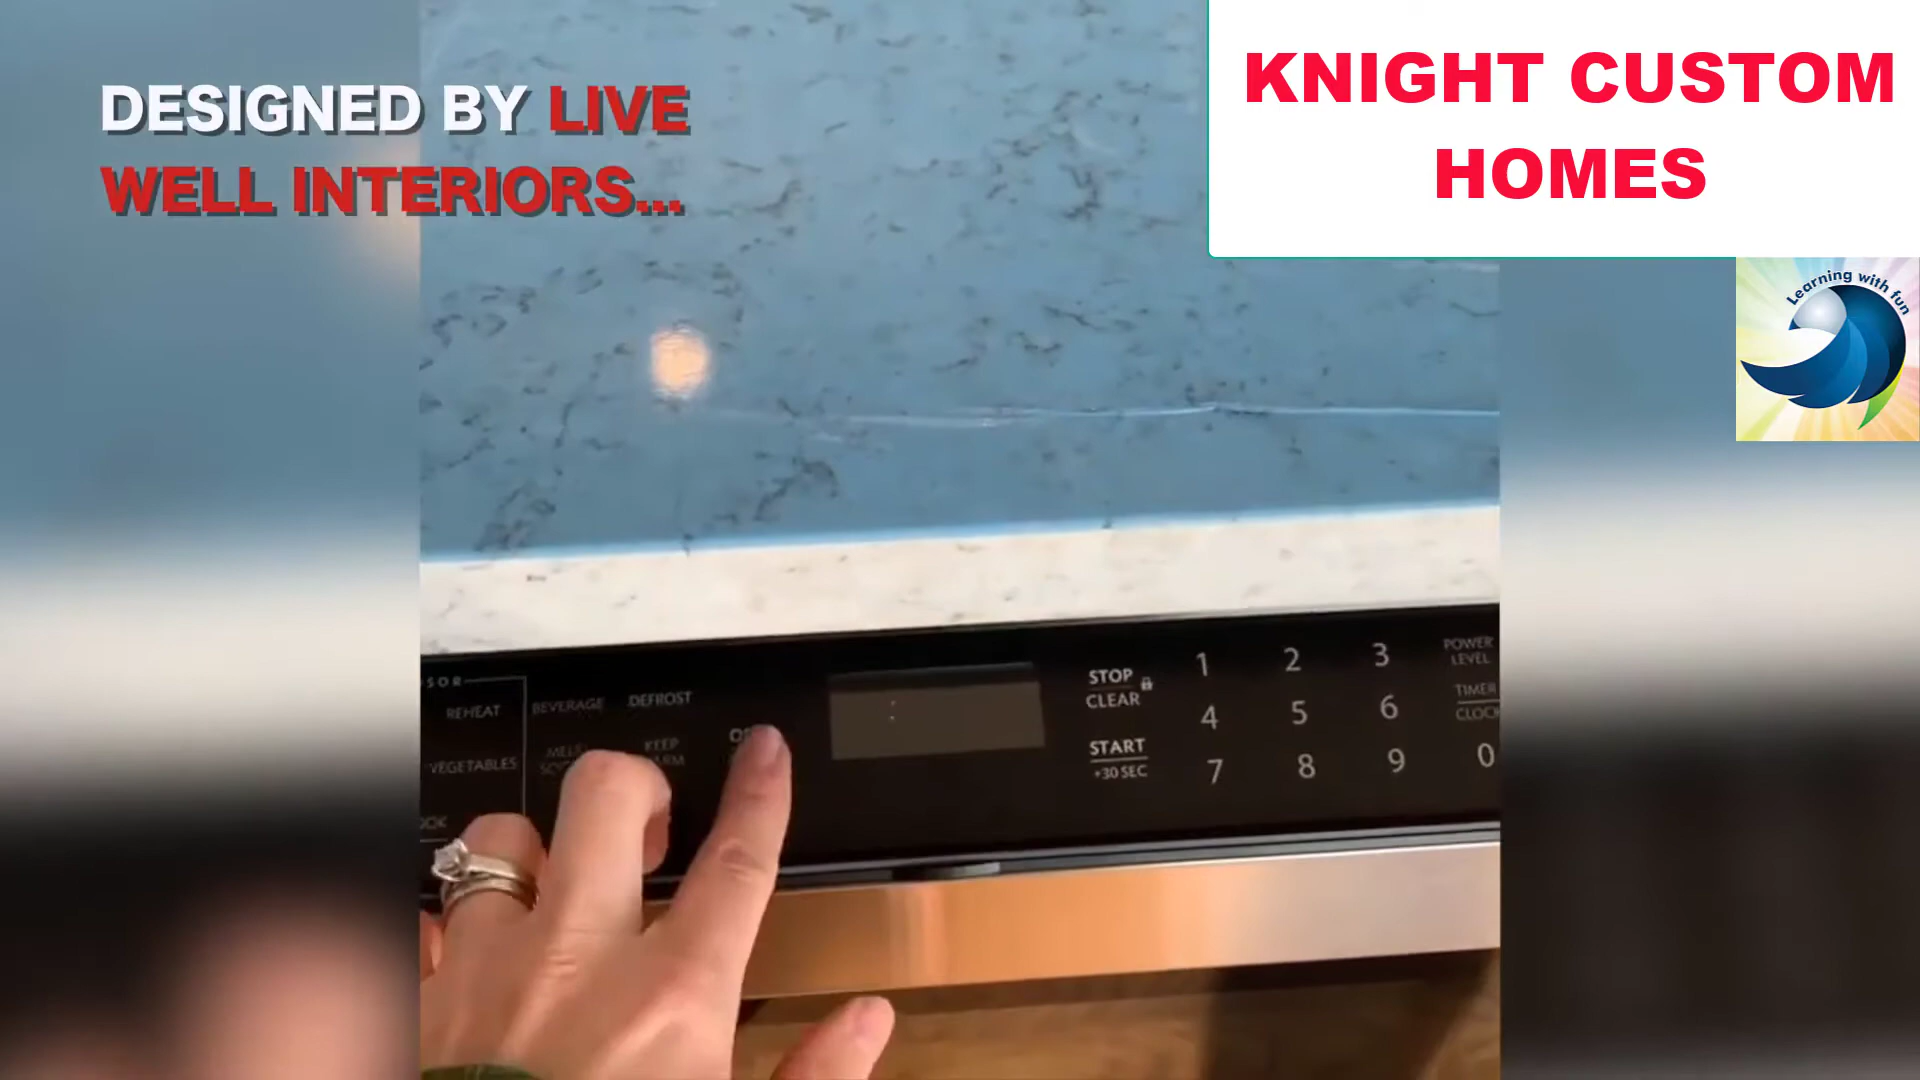 DESIGNED BY LIVE
WELL INTERIORS...
KNIGHT CUSTOM
HOMES
Learning with fun
REHEAT
BEVERAGE
DEFROST
VEGETABLES
KEEP
STOP
CLEAR
START
+30 SEC
1 2 3
4 5 6
7 8 9 0
POWER
LEVEL
TIMER
CLOCK